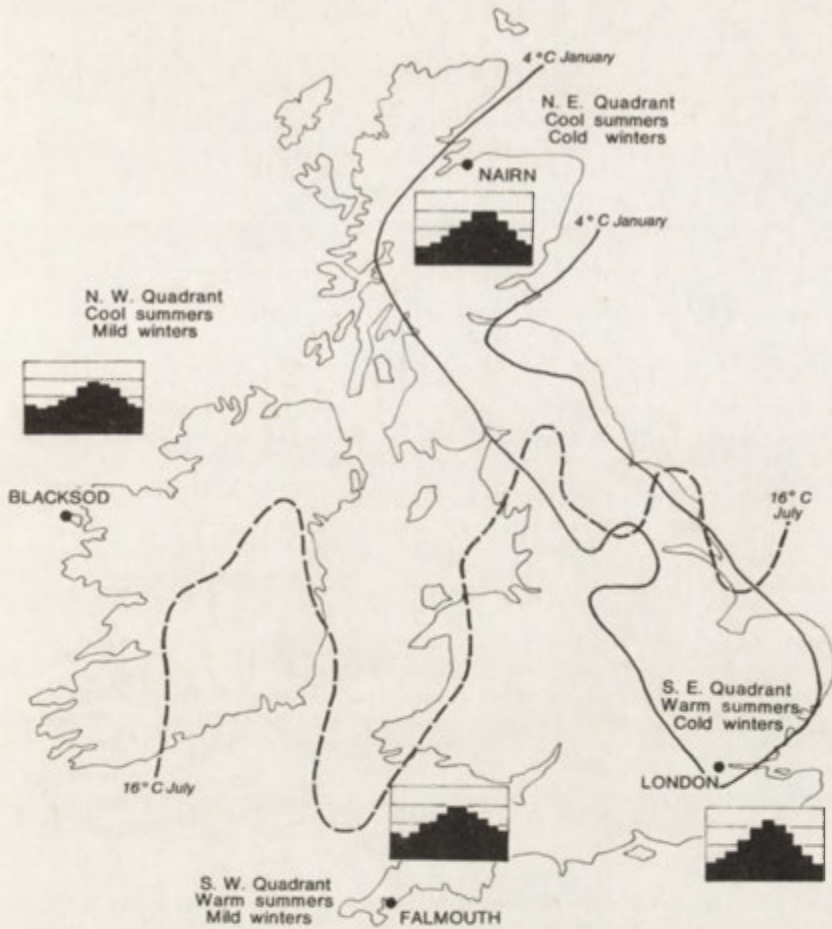 4°C January
N. E. Quadrant
Cool summers
Cold winters
NAIRN
4°C January
N. W. Quadrant
Cool summers
Mild winters
BLACKSOD
16° C
July
S. E. Quadrant
Warm summers
Cold winters
LONDON
16°C July
S. W. Quadrant
Warm summers
Mild winters
FALMOUTH